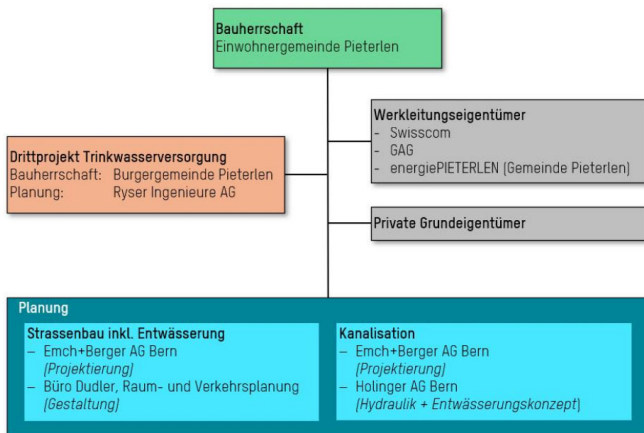 Bauherrschaft
Einwohnergemeinde Pieterlen
Werkleitungseigentümer
- Swisscom
- GAG
- energiePIETERLEN (Gemeinde Pieterlen)
Drittprojekt Trinkwasserversorgung
Bauherrschaft: Burgergemeinde Pieterlen
Planung: Ryser Ingenieure AG
Private Grundeigentümer
Planung
Strassenbau inkl. Entwässerung
– Emch+Berger AG Bern
(Projektierung)
– Büro Dudler, Raum- und Verkehrsplanung
(Gestaltung)
Kanalisation
– Emch+Berger AG Bern
(Projektierung)
– Holinger AG Bern
(Hydraulik + Entwässerungskonzept)